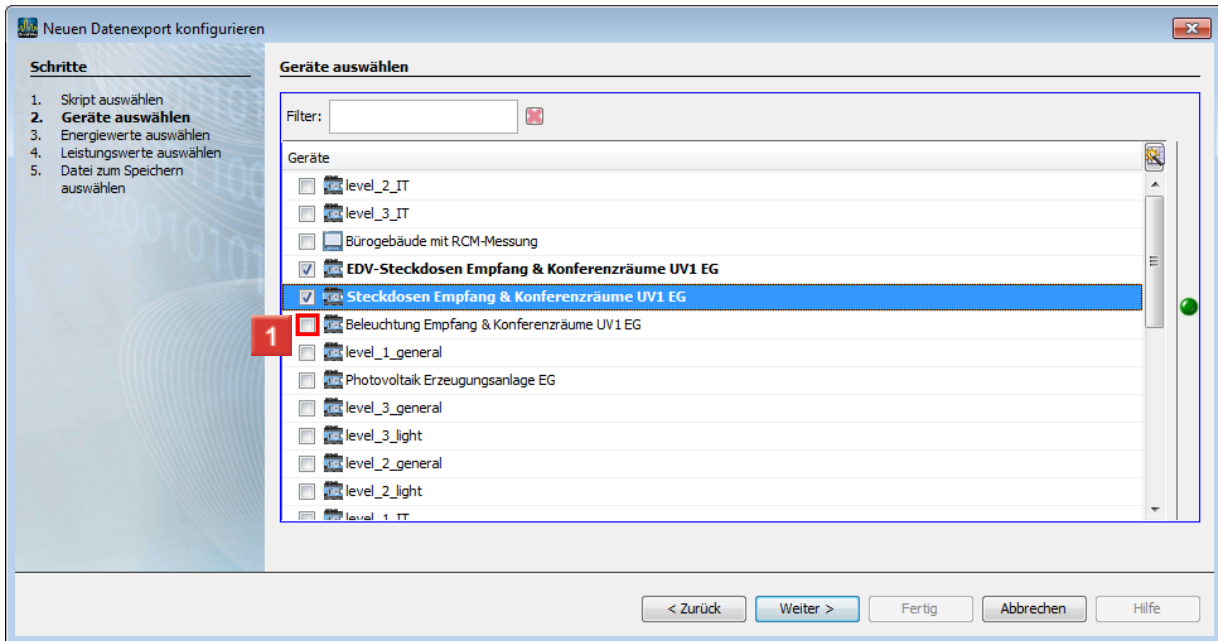 Neuen Datenexport konfigurieren
Schritte
1. Skript auswählen
2. Geräte auswählen
3. Energiewerte auswählen
4. Leistungswerte auswählen
5. Datei zum Speichern
auswählen
Geräte auswählen
Filter:
Geräte
level_2_IT
level_3_IT
Bürogebäude mit RCM-Messung
EDV-Steckdosen Empfang & Konferenzräume UV1 EG
Steckdosen Empfang & Konferenzräume UV1 EG
1
Beleuchtung Empfang & Konferenzräume UV1 EG
level_1_general
Photovoltaik Erzeugungsanlage EG
level_3_general
level_3_light
level_2_general
level_2_light
level_1_IT
< Zurück
Weiter >
Fertig
Abbrechen
Hilfe